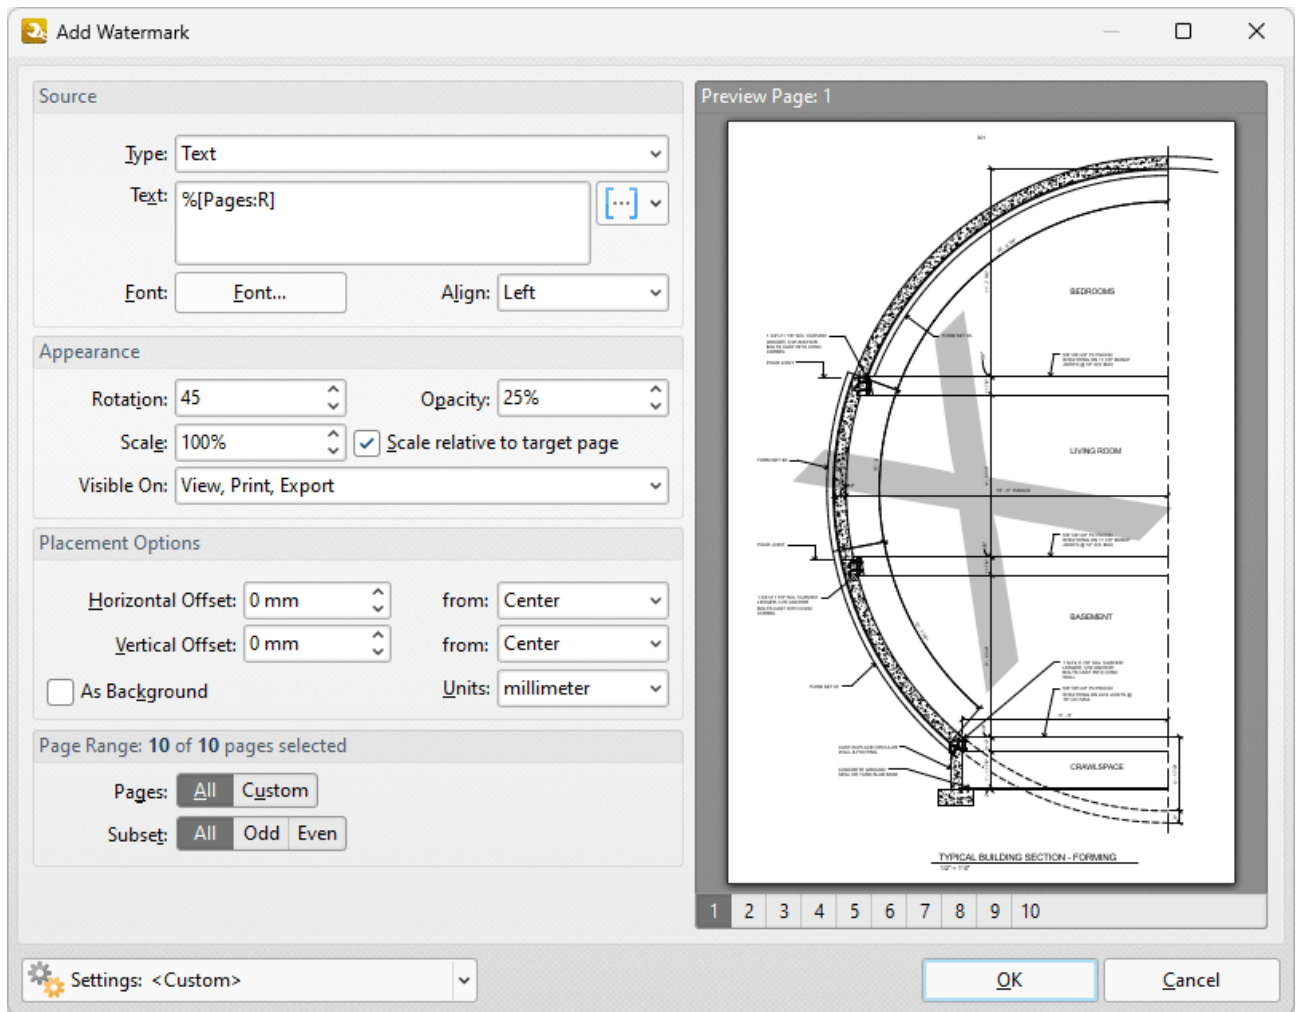 Add Watermark
Source
Type: Text
Text: %[Pages:R]
Font: Font... Align: Left
Appearance
Rotation: 45 Opacity: 25%
Scale: 100% Scale relative to target page
Visible On: View, Print, Export
Placement Options
Horizontal Offset: 0 mm from: Center
Vertical Offset: 0 mm from: Center
As Background Units: millimeter
Page Range: 10 of 10 pages selected
Pages: All Custom
Subset: All Odd Even
Settings: <Custom>
Preview Page: 1
BEDROOMS
LIVING ROOM
BASEMENT
CRAWLSPACE
X
TYPICAL BUILDING SECTION - FORMING
1 2 3 4 5 6 7 8 9 10
OK Cancel